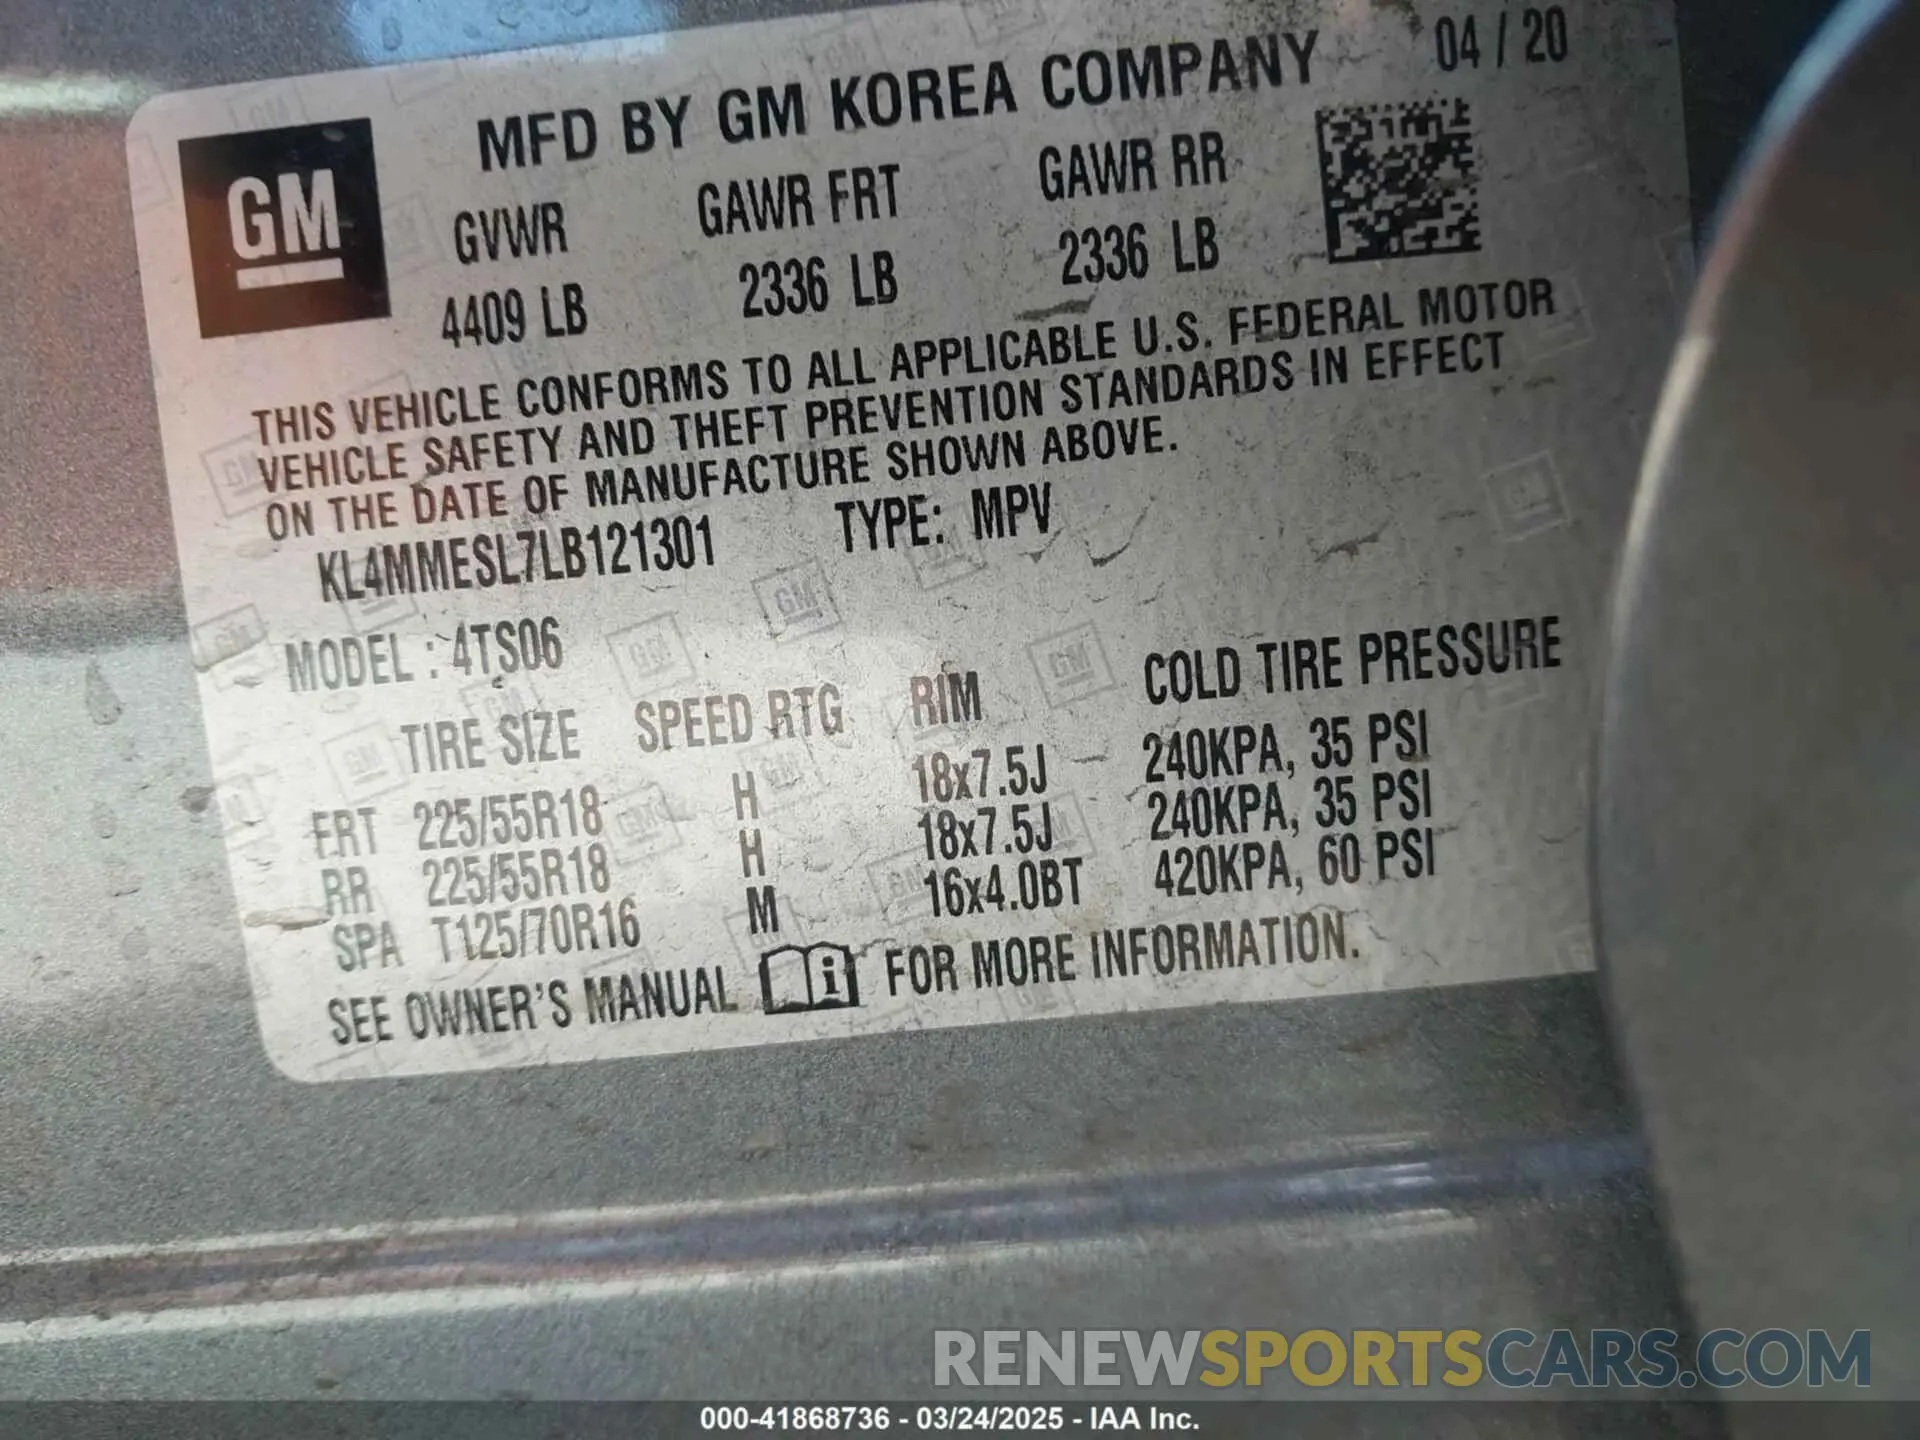 MFD BY GM KOREA COMPANY 04 / 20
GM
GVWR GAWR FRT GAWR RR
4409 LB 2336 LB 2336 LB
THIS VEHICLE CONFORMS TO ALL APPLICABLE U.S. FEDERAL MOTOR
VEHICLE SAFETY AND THEFT PREVENTION STANDARDS IN EFFECT
ON THE DATE OF MANUFACTURE SHOWN ABOVE.
KL4MMESL7LB121301 TYPE: MPV
MODEL : 4TS06
TIRE SIZE SPEED RTG RIM COLD TIRE PRESSURE
FRT 225/55R18 H 18x7.5J 240KPA, 35 PSI
RR 225/55R18 H 18x7.5J 240KPA, 35 PSI
SPA T125/70R16 M 16x4.0BT 420KPA, 60 PSI
SEE OWNER'S MANUAL i FOR MORE INFORMATION.
RENEWSPORTSCARS.COM
000-41868736 - 03/24/2025 - IAA Inc.